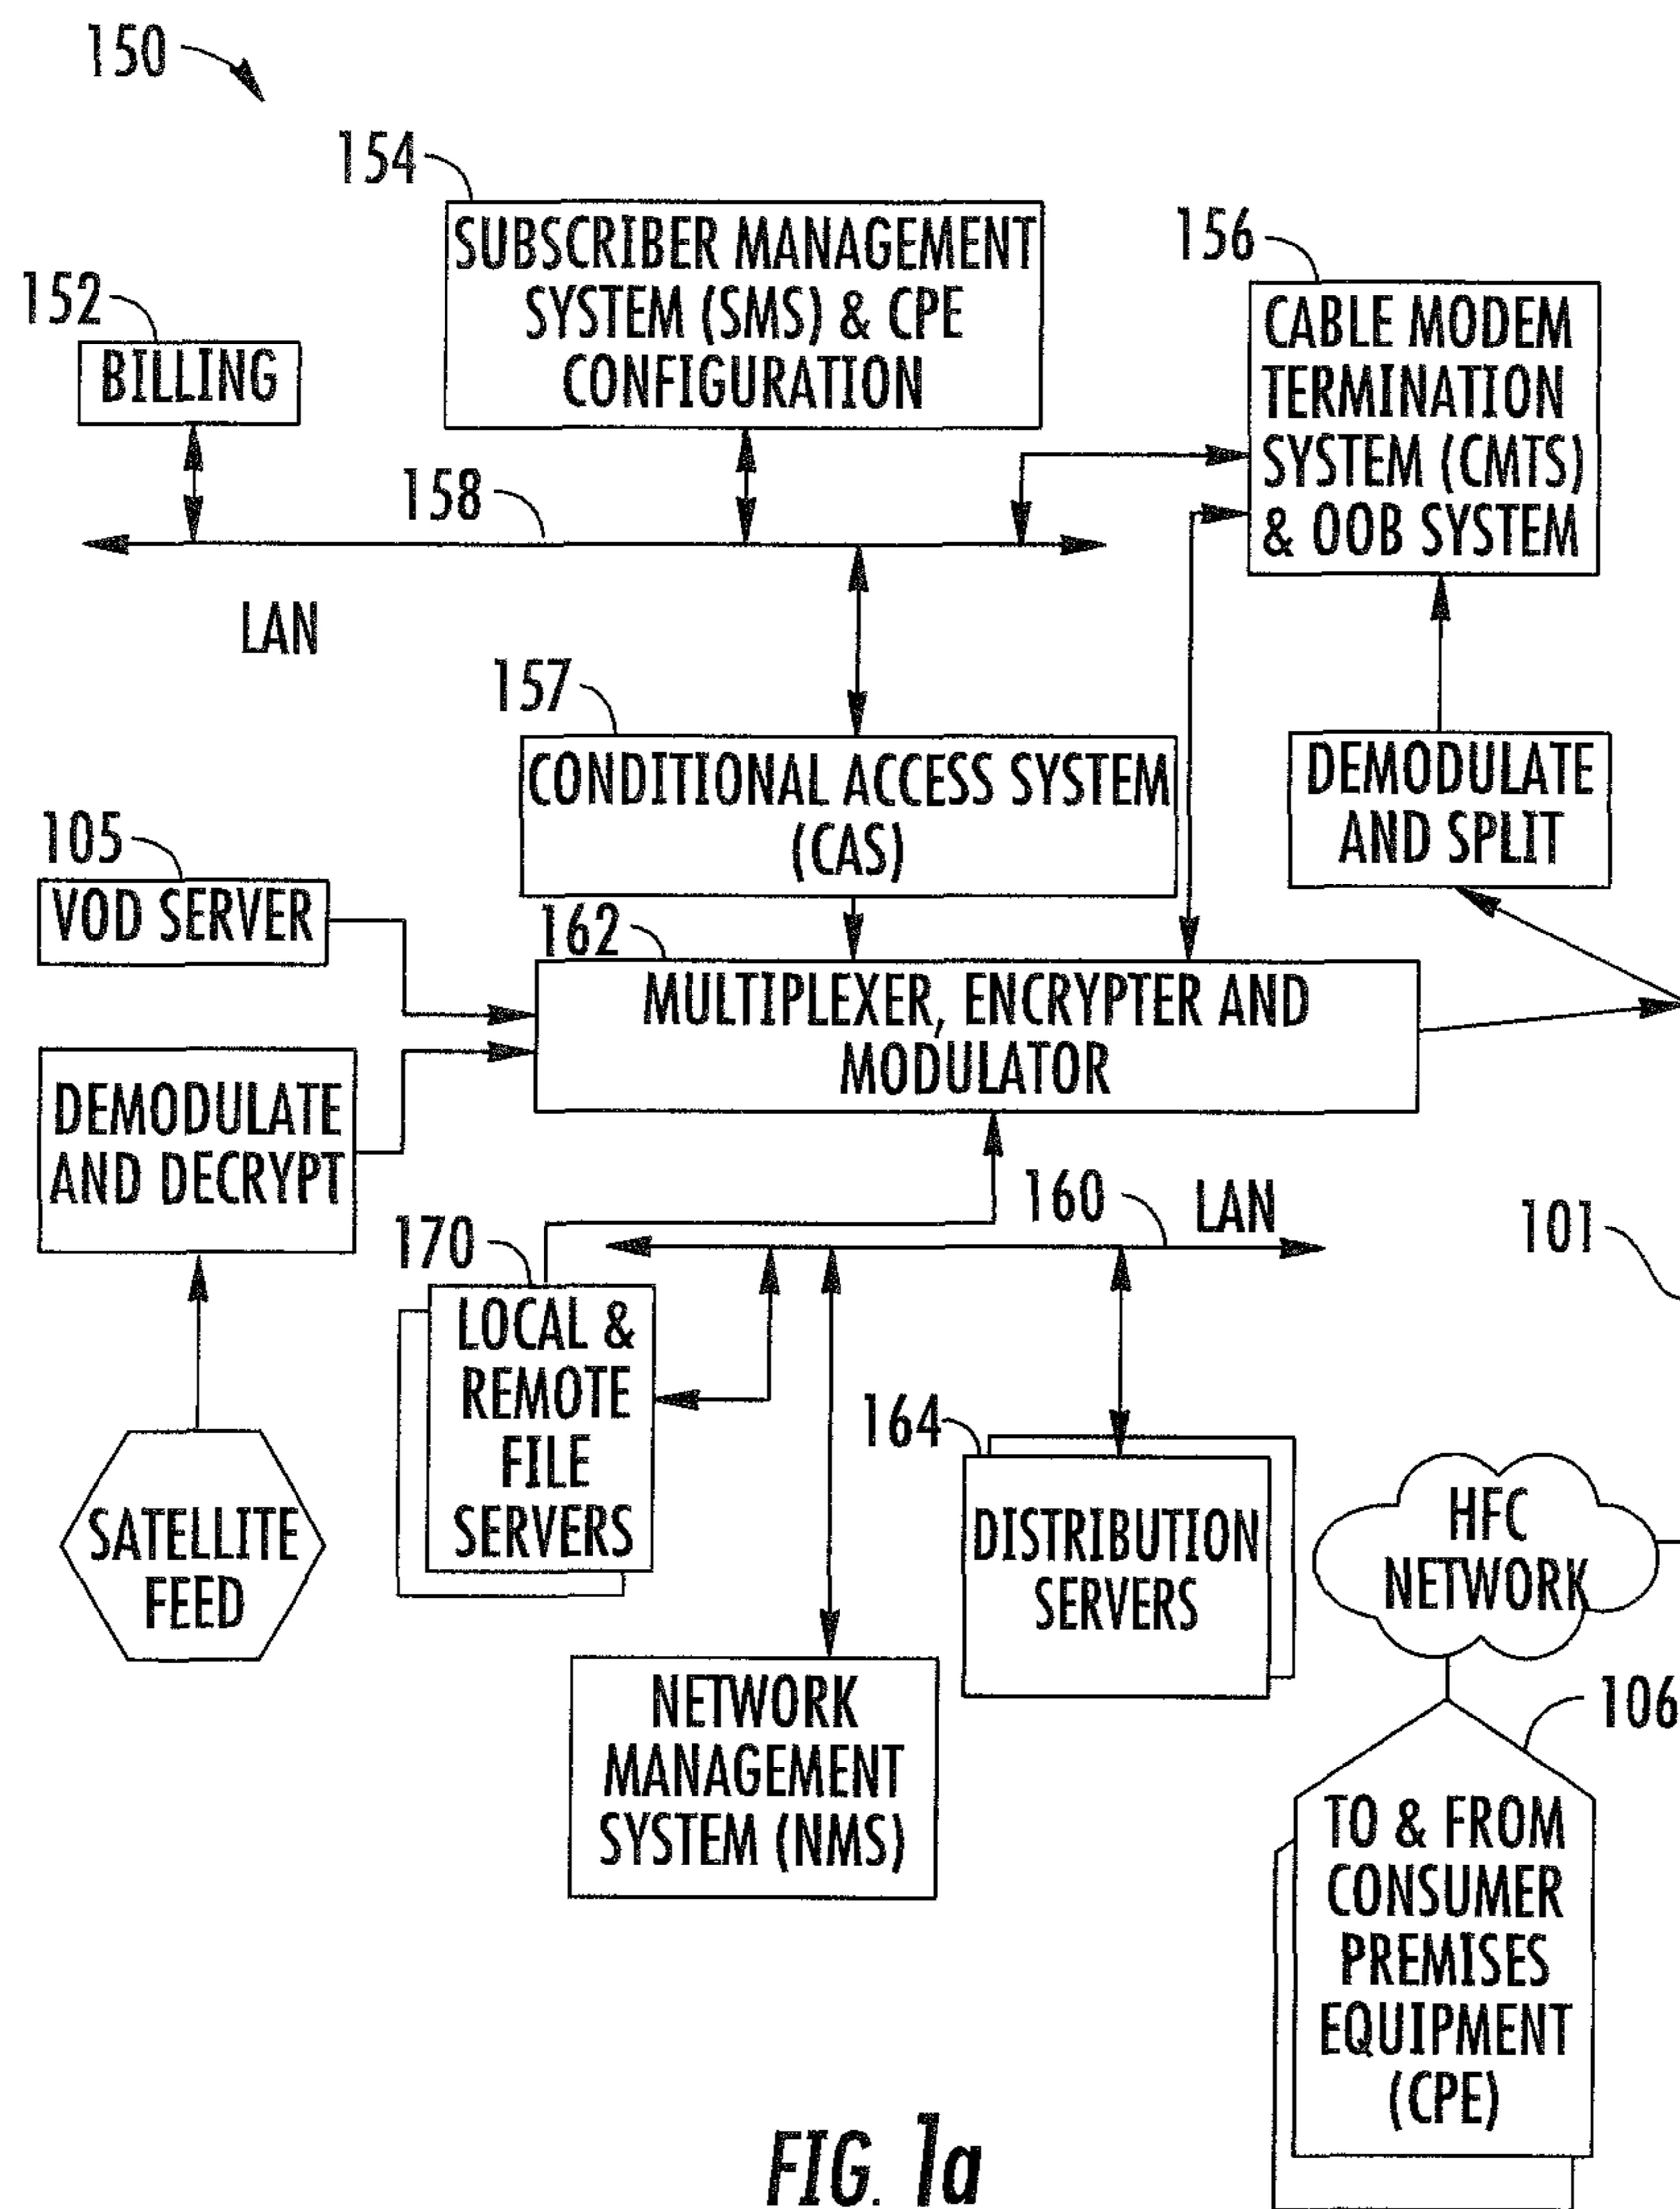 150
154
SUBSCRIBER MANAGEMENT
SYSTEM (SMS) & CPE
CONFIGURATION
156
CABLE MODEM
TERMINATION
SYSTEM (CMTS)
& OOB SYSTEM
152
BILLING
158
LAN
157
CONDITIONAL ACCESS SYSTEM
(CAS)
DEMODULATE
AND SPLIT
105
VOD SERVER
162
MULTIPLEXER, ENCRYPTER AND
MODULATOR
DEMODULATE
AND DECRYPT
160
LAN
101
170
LOCAL &
REMOTE
FILE
SERVERS
164
DISTRIBUTION
SERVERS
HFC
NETWORK
SATELLITE
FEED
NETWORK
MANAGEMENT
SYSTEM (NMS)
106
TO & FROM
CONSUMER
PREMISES
EQUIPMENT
(CPE)
FIG. 1a